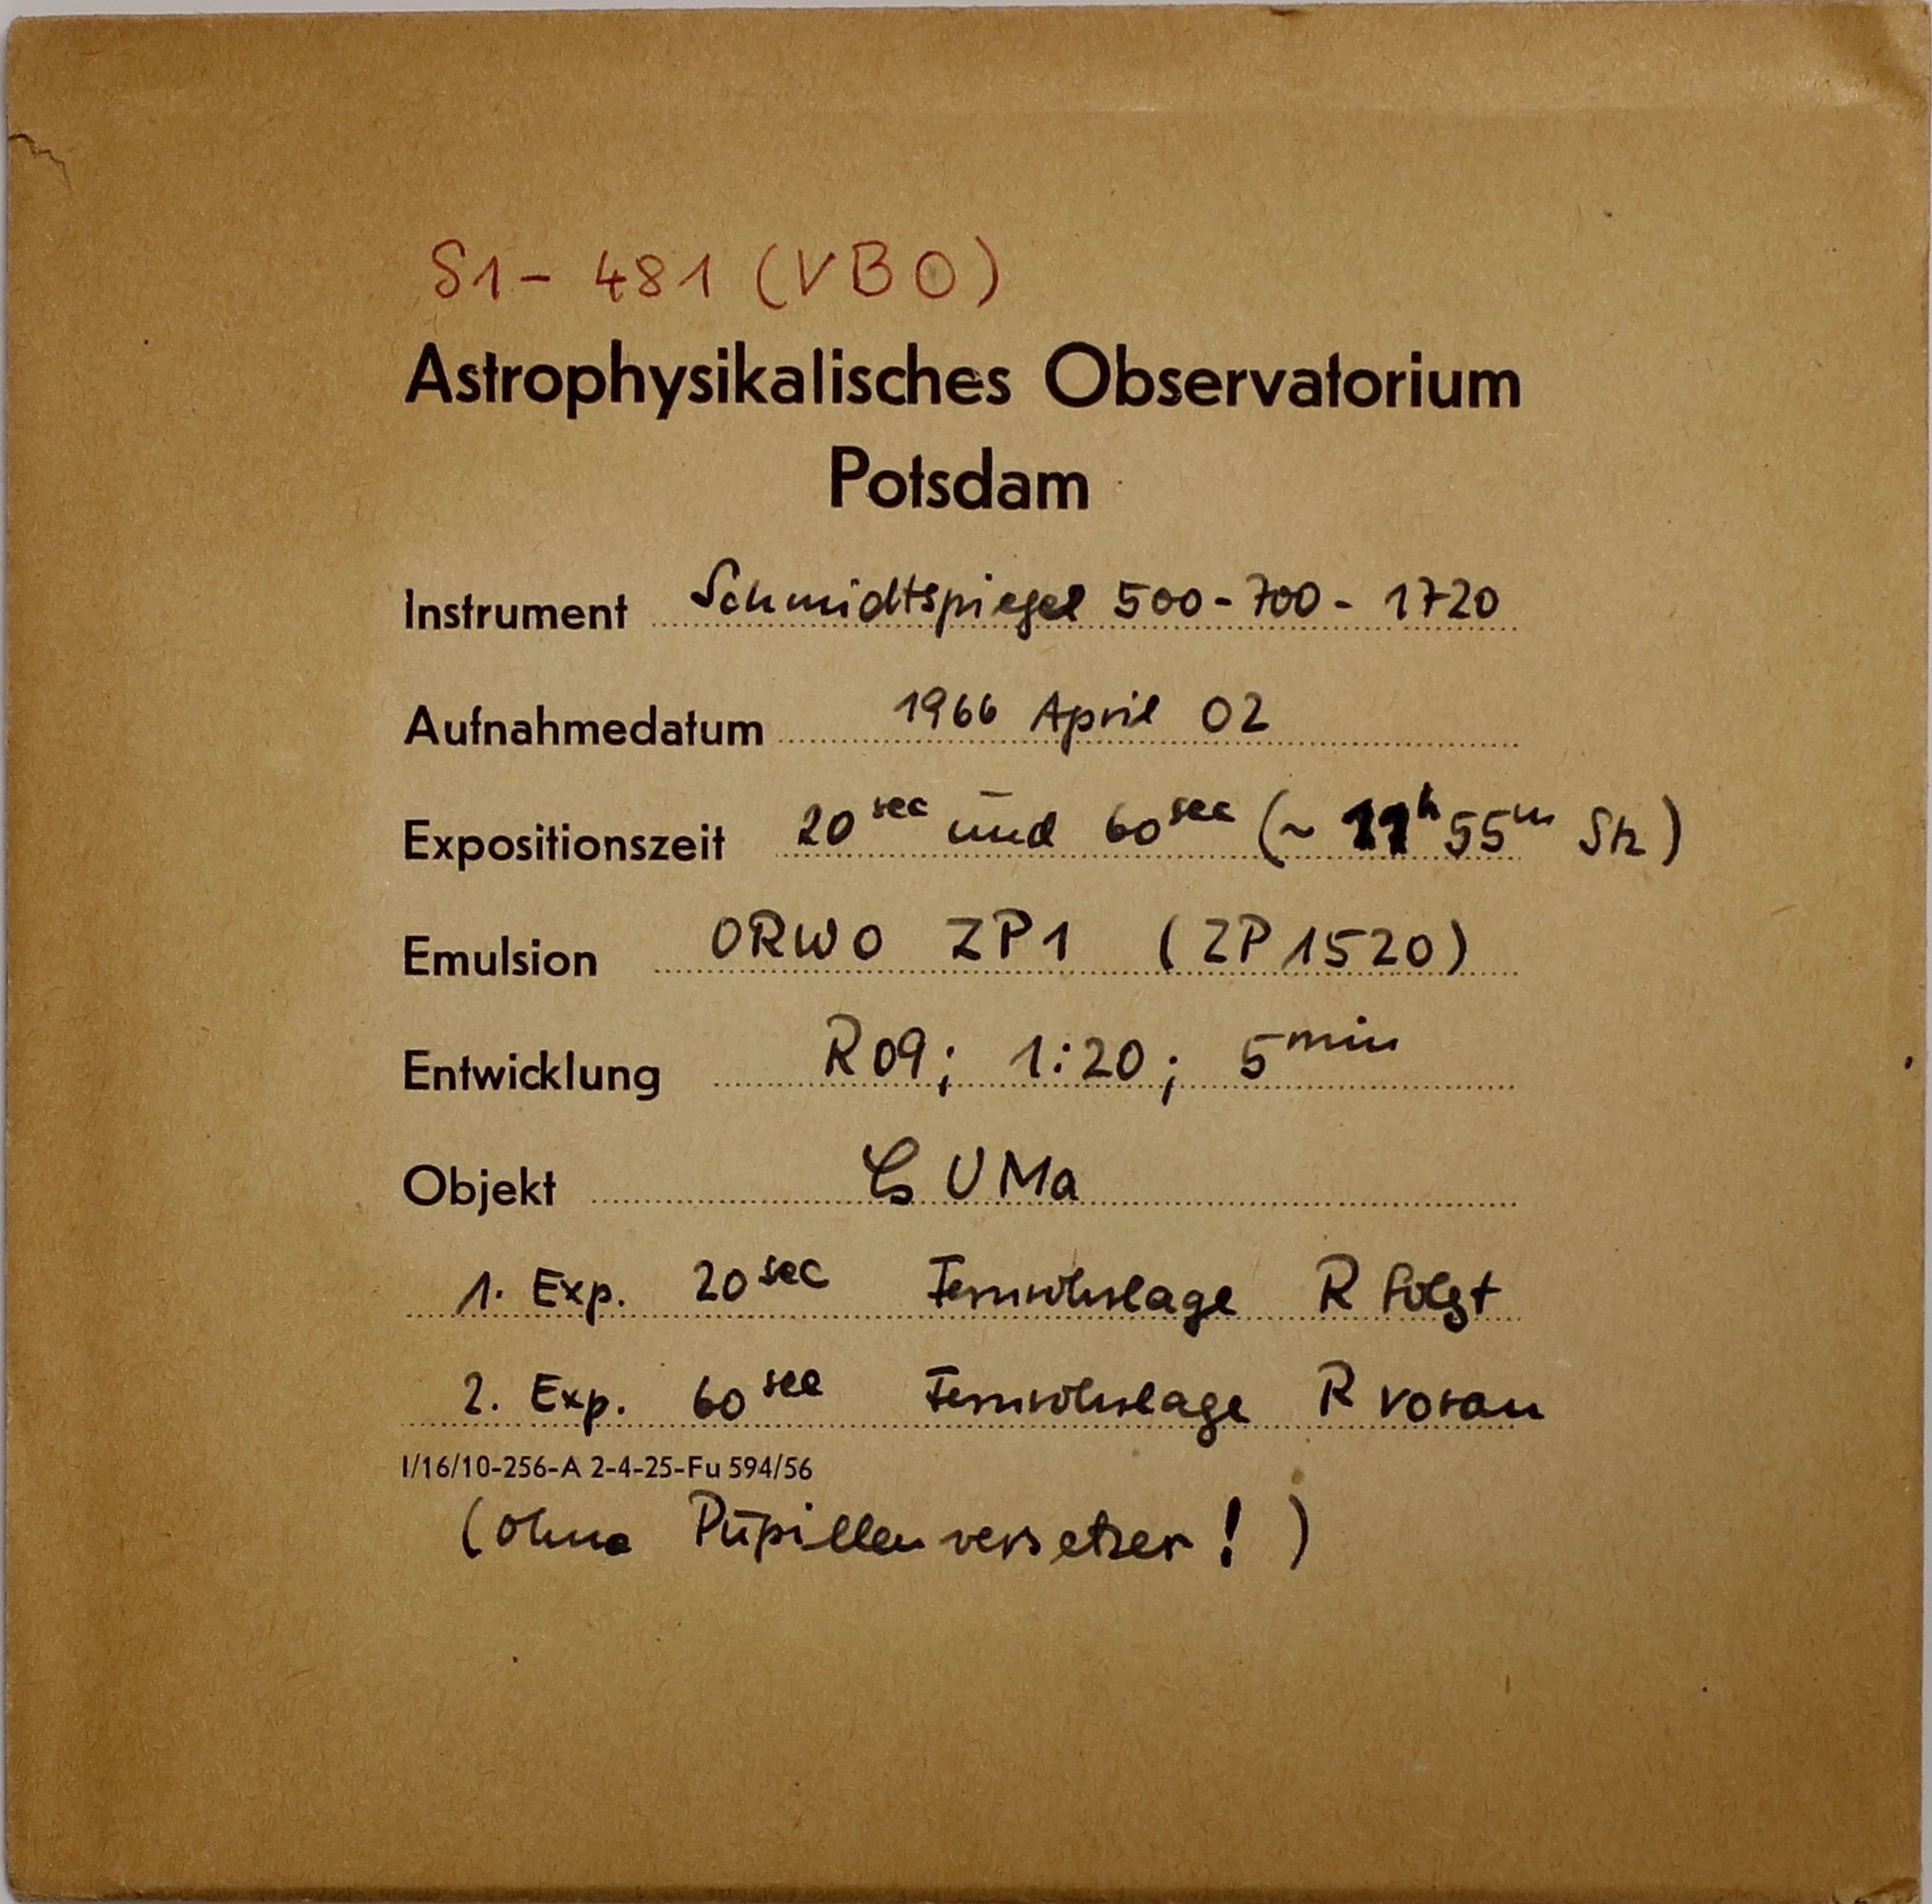 S1 - 481 (VBO)
Astrophysikalisches Observatorium
Potsdam
Instrument Schmidtspiegel 500 - 700 - 1720
Aufnahmedatum 1966 April 02
Expositionszeit 20 sec und 60 sec (~ 11h 55m Stz)
Emulsion ORWO ZP1 (ZP 1520)
Entwicklung R09; 1:20; 5 min
Objekt UMa
1. Exp. 20 sec Fernrohrlage R folgt
2. Exp. 60 sec Fernrohrlage R voran
I/16/10-256-A 2-4-25-Fu 594/56
(ohne Pupillenversetzer!)